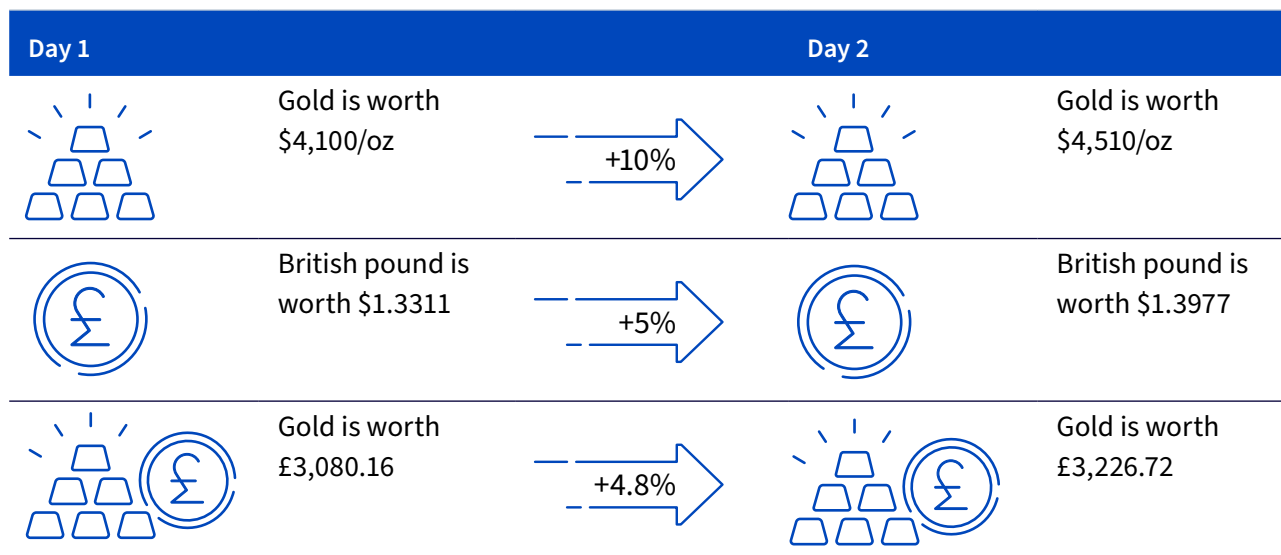 Day 1
Day 2
Gold is worth
$4,100/oz
+10%
Gold is worth
$4,510/oz
£
British pound is
worth $1.3311
+5%
£
British pound is
worth $1.3977
£
Gold is worth
£3,080.16
+4.8%
£
Gold is worth
£3,226.72